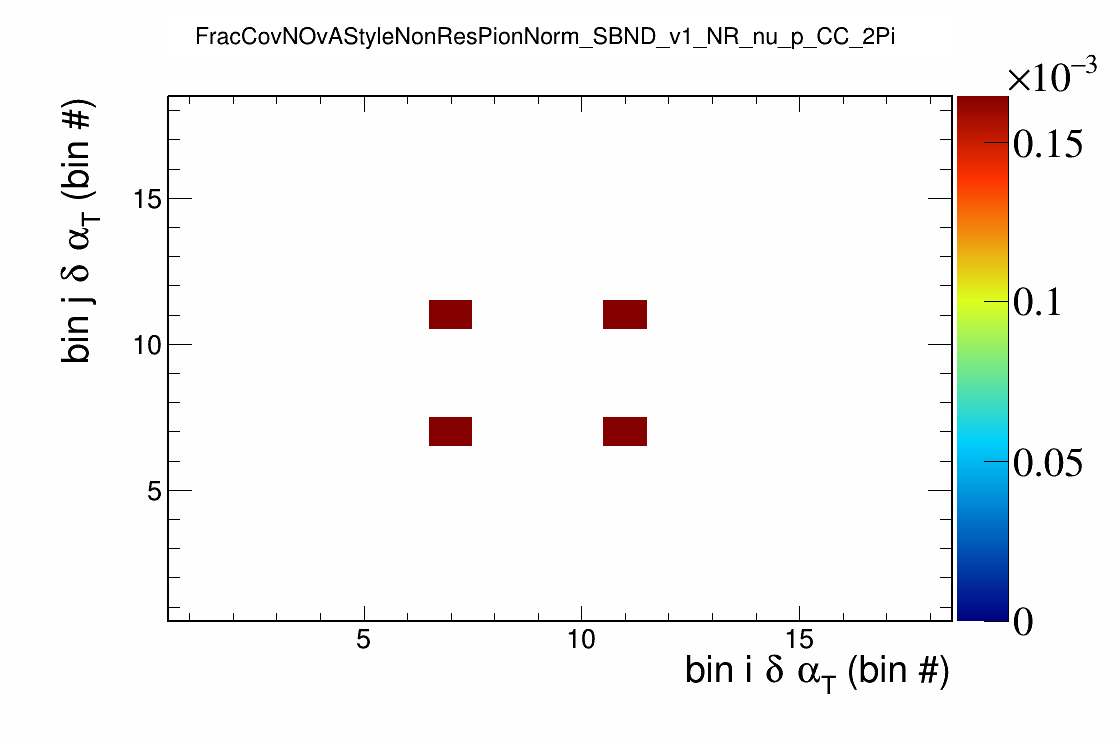 FracCovNOvAStyleNonResPionNorm_SBND_v1_NR_nu_p_CC_2Pi
×10⁻³
0.15
0.1
0.05
0
bin j δ α_T (bin #)
15
10
5
5 10 15
bin i δ α_T (bin #)